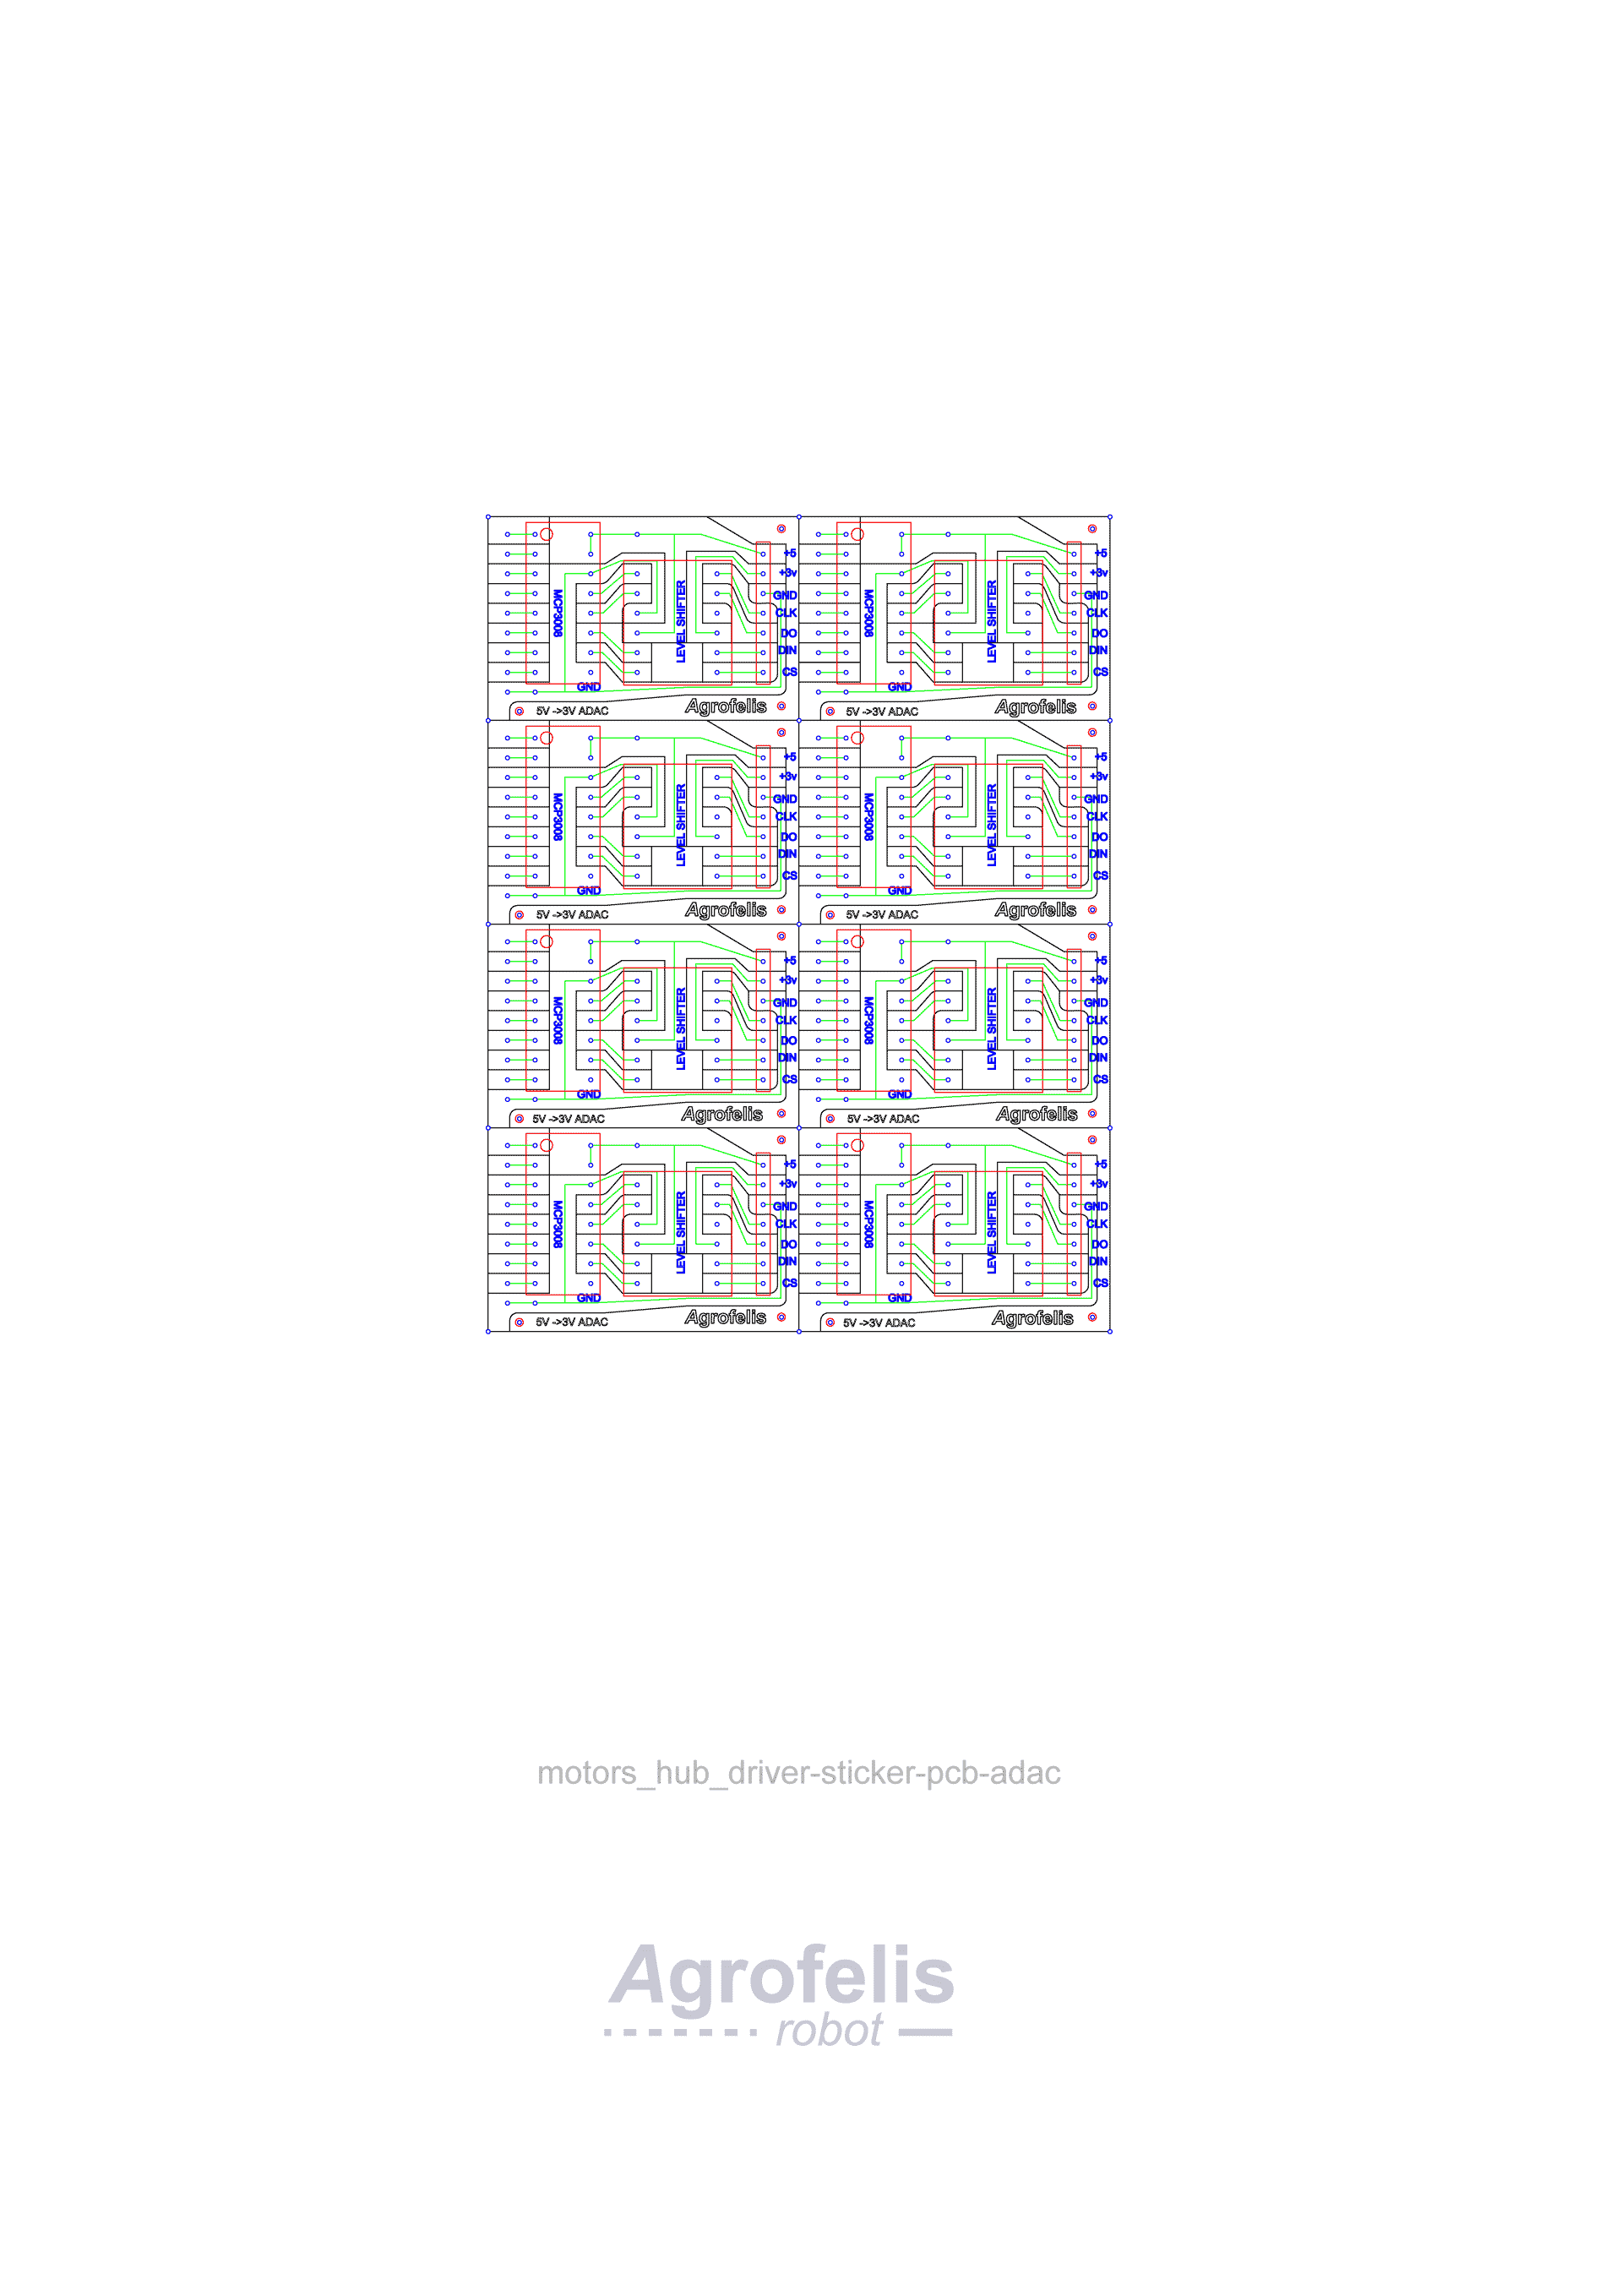 +5 +5
+3v +3v
GND GND
MCP3008 LEVEL SHIFTER CLK MCP3008 LEVEL SHIFTER CLK
DO DO
DIN DIN
CS CS
GND GND
5V ->3V ADAC Agrofelis 5V ->3V ADAC Agrofelis
+5 +5
+3v +3v
GND GND
MCP3008 LEVEL SHIFTER CLK MCP3008 LEVEL SHIFTER CLK
DO DO
DIN DIN
CS CS
GND GND
5V ->3V ADAC Agrofelis 5V ->3V ADAC Agrofelis
+5 +5
+3v +3v
GND GND
MCP3008 LEVEL SHIFTER CLK MCP3008 LEVEL SHIFTER CLK
DO DO
DIN DIN
CS CS
GND GND
5V ->3V ADAC Agrofelis 5V ->3V ADAC Agrofelis
+5 +5
+3v +3v
GND GND
MCP3008 LEVEL SHIFTER CLK MCP3008 LEVEL SHIFTER CLK
DO DO
DIN DIN
CS CS
GND GND
5V ->3V ADAC Agrofelis 5V ->3V ADAC Agrofelis
motors_hub_driver-sticker-pcb-adac
Agrofelis
robot